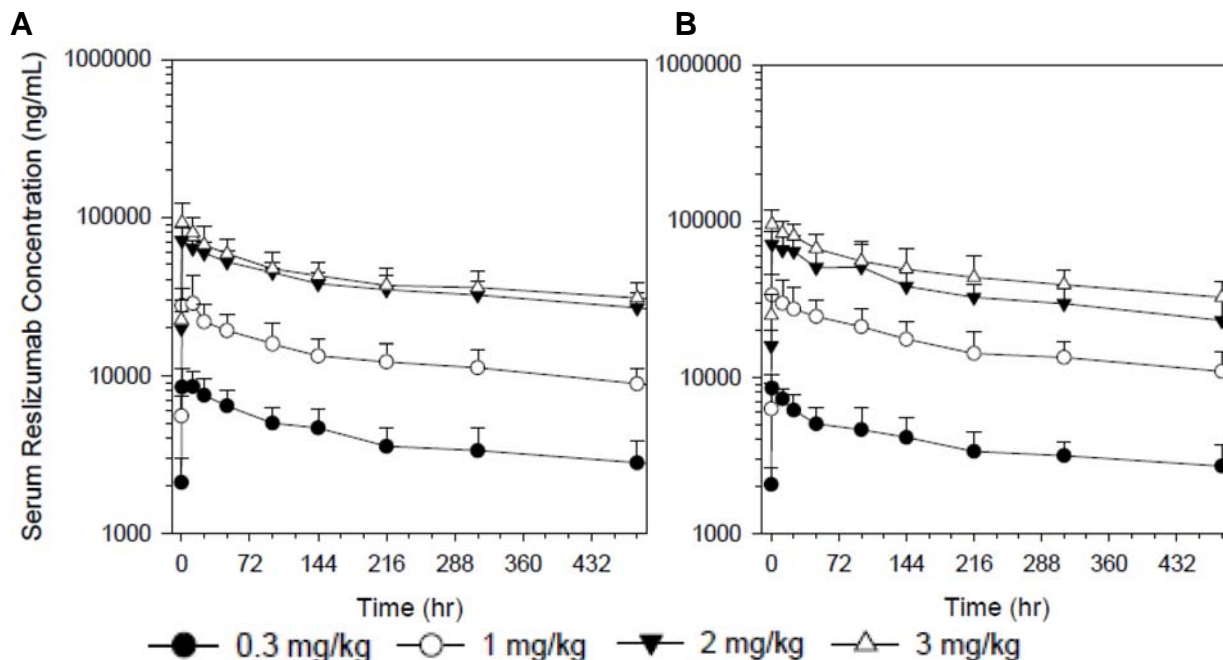 A
B
Serum Reslizumab Concentration (ng/mL)
1000000
100000
10000
1000
0 72 144 216 288 360 432
Time (hr)
1000000
100000
10000
1000
0 72 144 216 288 360 432
Time (hr)
0.3 mg/kg 1 mg/kg 2 mg/kg 3 mg/kg